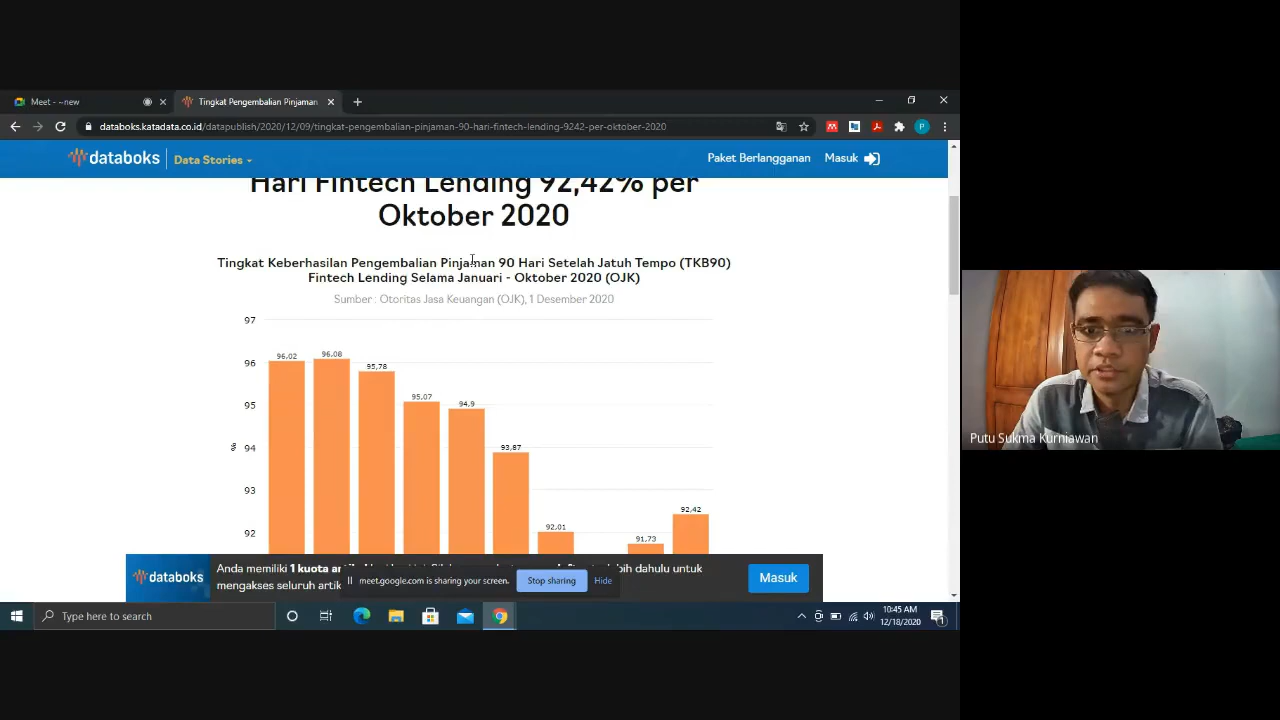 Meet - ~new
Tingkat Pengembalian Pinjaman
databoks.katadata.co.id/datapublish/2020/12/09/tingkat-pengembalian-pinjaman-90-hari-fintech-lending-9242-per-oktober-2020
P
databoks
Data Stories
Paket Berlangganan
Masuk
Hari Fintech Lending 92,42% per
Oktober 2020
Tingkat Keberhasilan Pengembalian Pinjaman 90 Hari Setelah Jatuh Tempo (TKB90)
Fintech Lending Selama Januari - Oktober 2020 (OJK)
Sumber : Otoritas Jasa Keuangan (OJK), 1 Desember 2020
97
96
95
94
93
92
%
96,02
96,08
95,78
95,07
94,9
93,87
92,01
91,73
92,42
databoks
Anda memiliki 1 kuota
lebih dahulu untuk
mengakses seluruh
Masuk
meet.google.com is sharing your screen.
Stop sharing
Hide
Putu Sukma Kurniawan
Type here to search
10:45 AM
12/18/2020
1